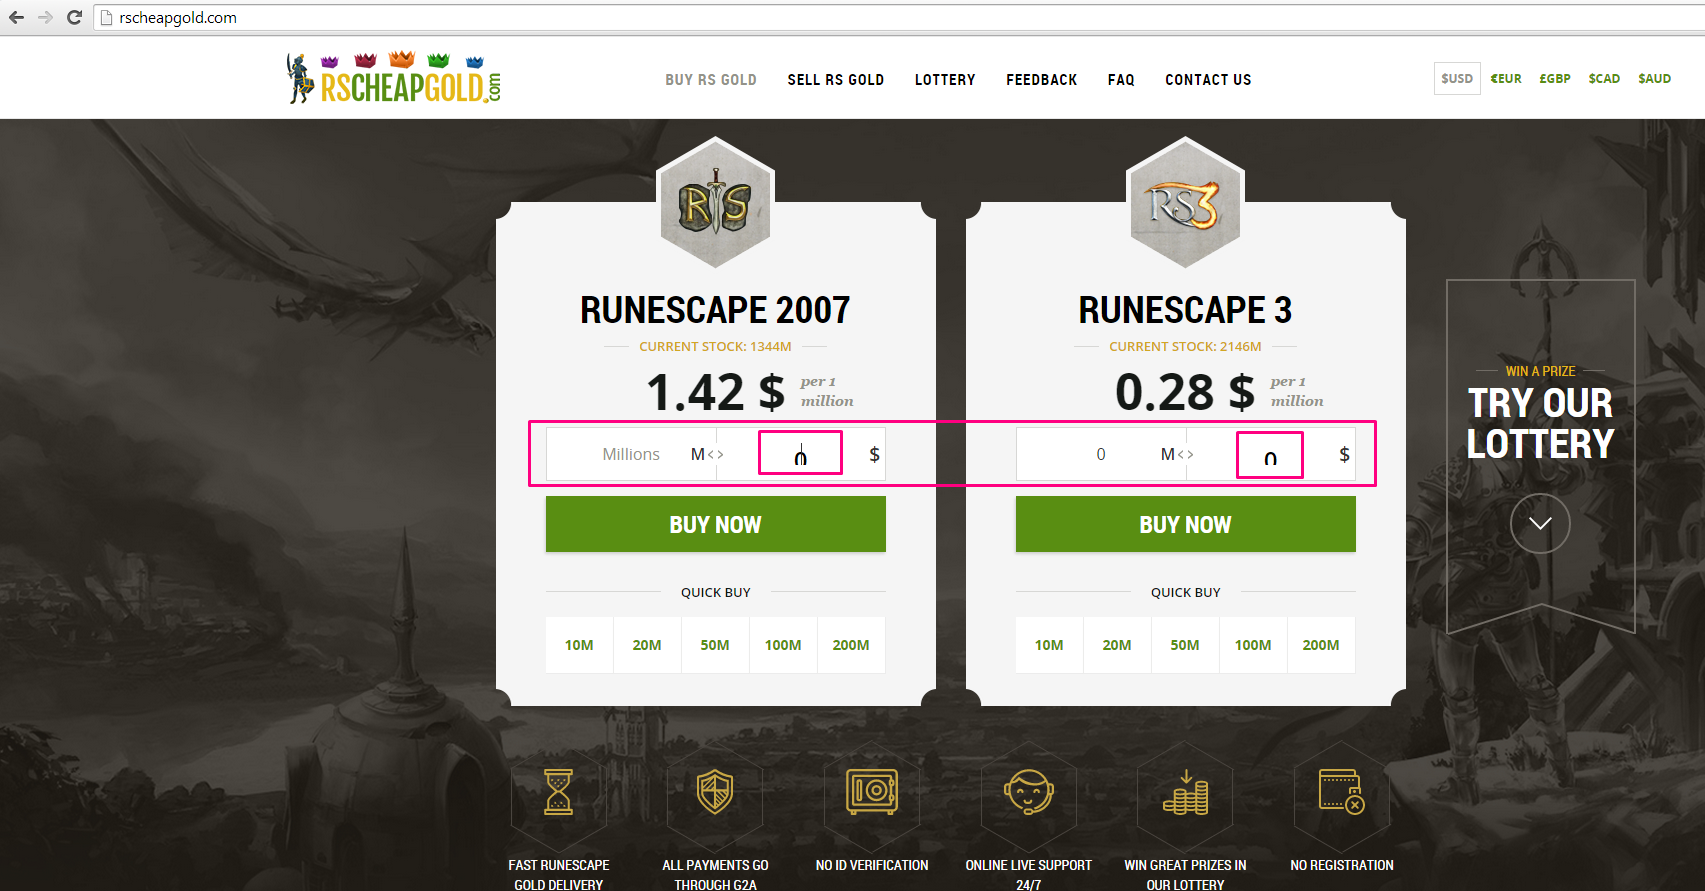 rscheapgold.com
RSCHEAPGOLD.com
BUY RS GOLD SELL RS GOLD LOTTERY FEEDBACK FAQ CONTACT US
$USD €EUR £GBP $CAD $AUD
RS
RUNESCAPE 2007
CURRENT STOCK: 1344M
1.42 $ per 1
million
Millions M<> 0 $
BUY NOW
QUICK BUY
10M 20M 50M 100M 200M
RS3
RUNESCAPE 3
CURRENT STOCK: 2146M
0.28 $ per 1
million
0 M<> 0 $
BUY NOW
QUICK BUY
10M 20M 50M 100M 200M
WIN A PRIZE
TRY OUR
LOTTERY
FAST RUNESCAPE
GOLD DELIVERY
ALL PAYMENTS GO
THROUGH G2A
NO ID VERIFICATION
ONLINE LIVE SUPPORT
24/7
WIN GREAT PRIZES IN
OUR LOTTERY
NO REGISTRATION